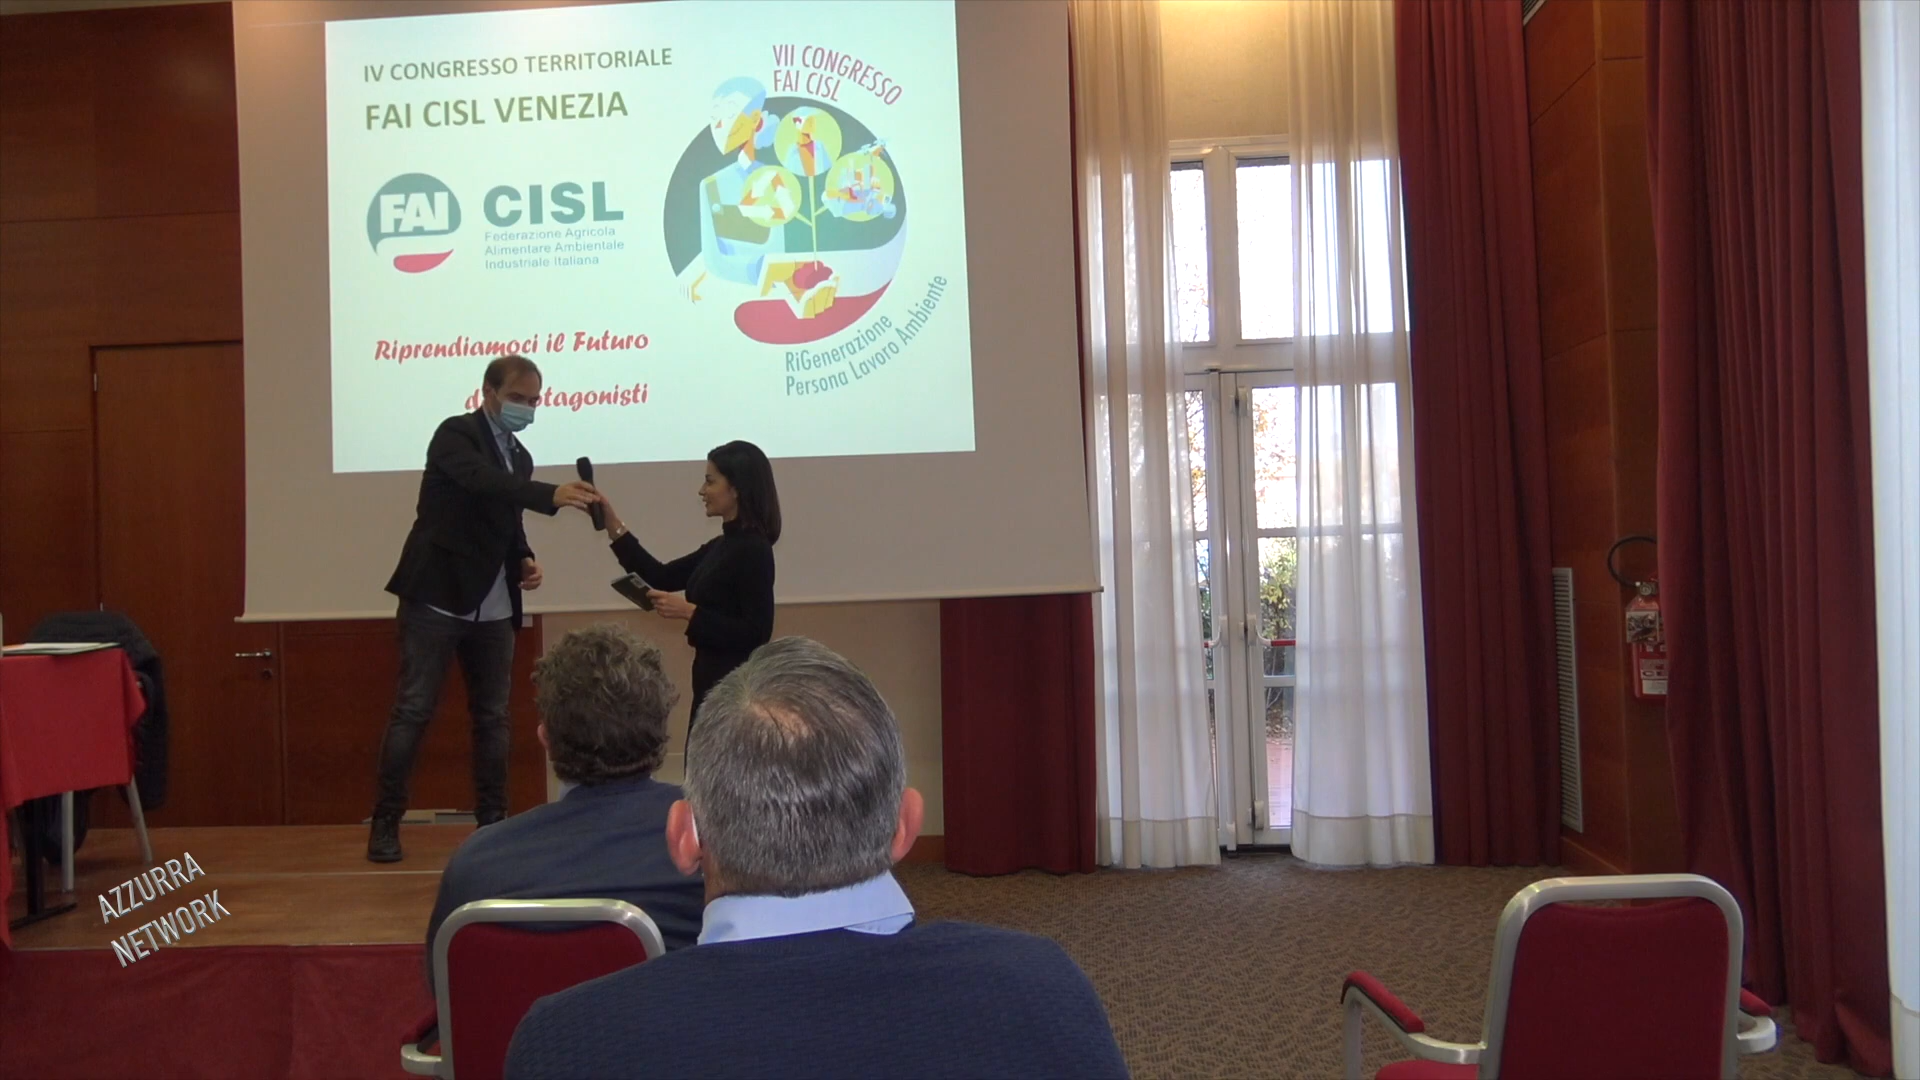 IV CONGRESSO TERRITORIALE
FAI CISL VENEZIA
VII CONGRESSO
FAI CISL
FAI
CISL
Federazione Agricola
Alimentare Ambientale
Industriale Italiana
RiGenerazione
Persona Lavoro Ambiente
Riprendiamoci il Futuro
AZZURRA
NETWORK